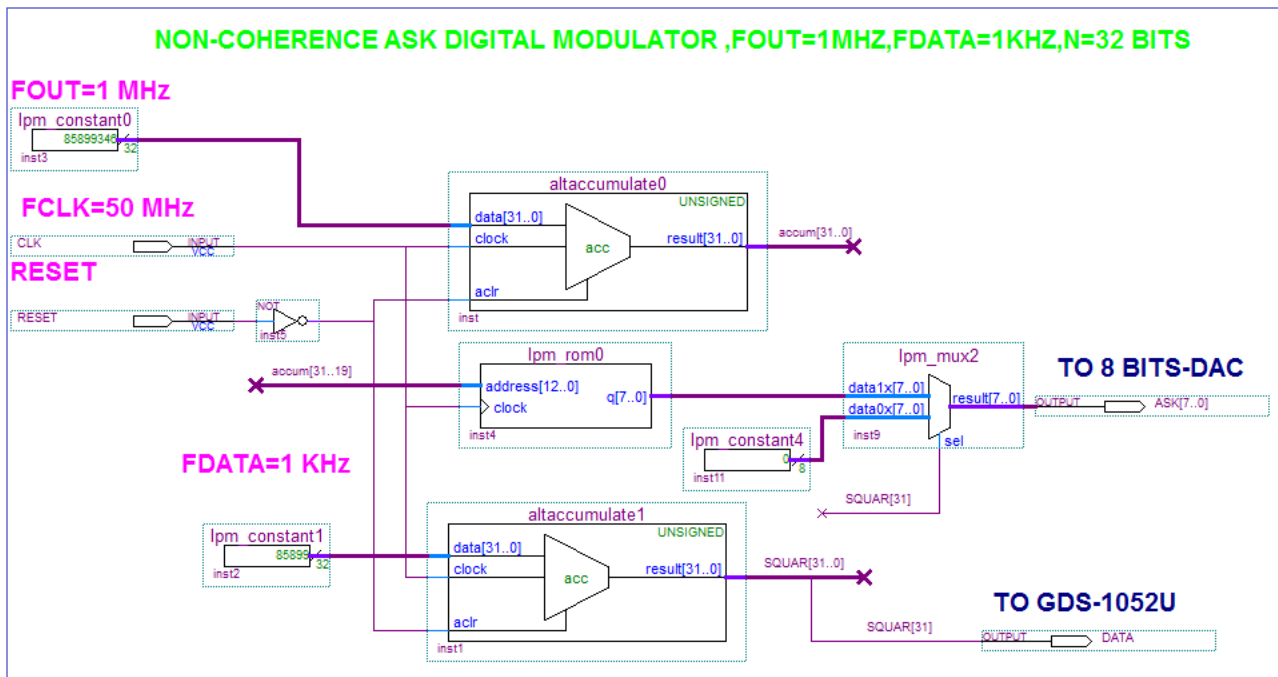 NON-COHERENCE ASK DIGITAL MODULATOR ,FOUT=1MHZ,FDATA=1KHZ,N=32 BITS
FOUT=1 MHz
lpm_constant0
85899346
32
inst3
altaccumulate0
UNSIGNED
FCLK=50 MHz
data[31..0]
CLK
INPUT
VCC
clock
acc
result[31..0]
accum[31..0]
RESET
aclr
RESET
INPUT
VCC
NOT
inst5
inst
lpm_rom0
lpm_mux2
TO 8 BITS-DAC
accum[31..19]
address[12..0]
q[7..0]
clock
inst4
data1x[7..0]
data0x[7..0]
result[7..0]
OUTPUT
ASK[7..0]
inst9
sel
lpm_constant4
0
8
inst11
FDATA=1 KHz
SQUAR[31]
altaccumulate1
UNSIGNED
lpm_constant1
85899
32
inst2
data[31..0]
clock
acc
result[31..0]
SQUAR[31..0]
TO GDS-1052U
aclr
inst1
SQUAR[31]
OUTPUT
DATA